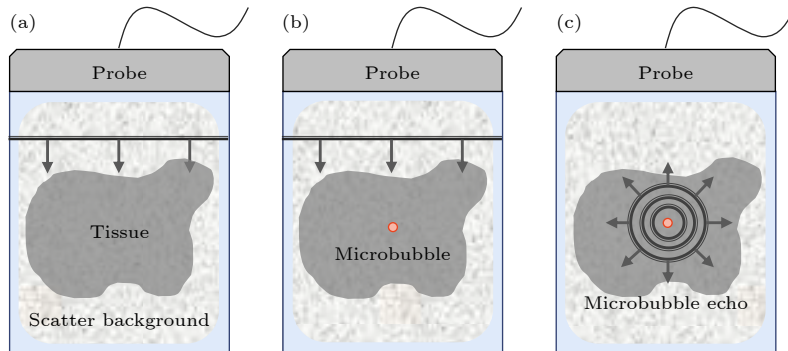 (a)
Probe
Tissue
Scatter background
(b)
Probe
Microbubble
(c)
Probe
Microbubble echo